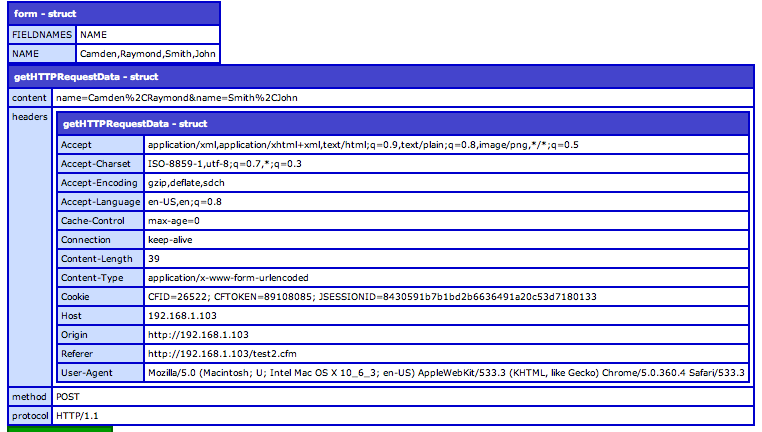 form - struct
FIELDNAMES NAME
NAME Camden,Raymond,Smith,John
getHTTPRequestData - struct
content name=Camden%2CRaymond&name=Smith%2CJohn
headers
getHTTPRequestData - struct
Accept application/xml,application/xhtml+xml,text/html;q=0.9,text/plain;q=0.8,image/png,*/*;q=0.5
Accept-Charset ISO-8859-1,utf-8;q=0.7,*;q=0.3
Accept-Encoding gzip,deflate,sdch
Accept-Language en-US,en;q=0.8
Cache-Control max-age=0
Connection keep-alive
Content-Length 39
Content-Type application/x-www-form-urlencoded
Cookie CFID=26522; CFTOKEN=89108085; JSESSIONID=8430591b7b1bd2b6636491a20c53d7180133
Host 192.168.1.103
Origin http://192.168.1.103
Referer http://192.168.1.103/test2.cfm
User-Agent Mozilla/5.0 (Macintosh; U; Intel Mac OS X 10_6_3; en-US) AppleWebKit/533.3 (KHTML, like Gecko) Chrome/5.0.360.4 Safari/533.3
method POST
protocol HTTP/1.1